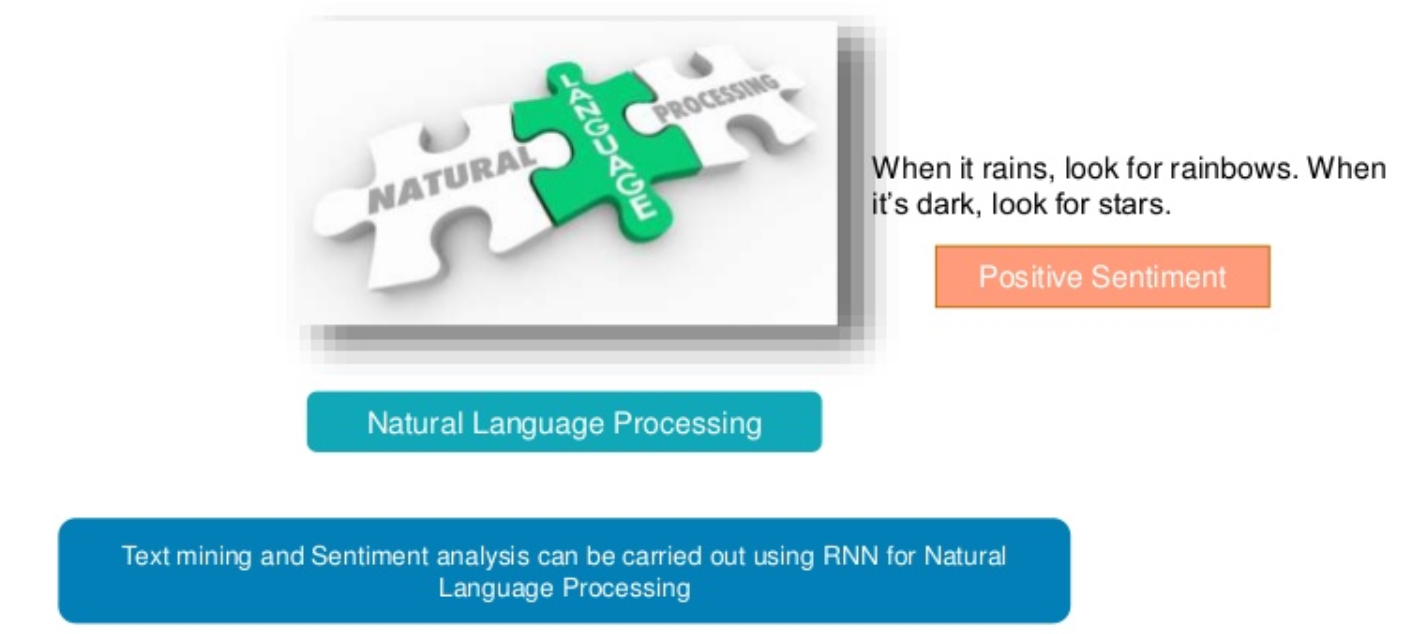 NATURAL
LANGUAGE
PROCESSING
When it rains, look for rainbows. When
it's dark, look for stars.
Positive Sentiment
Natural Language Processing
Text mining and Sentiment analysis can be carried out using RNN for Natural
Language Processing